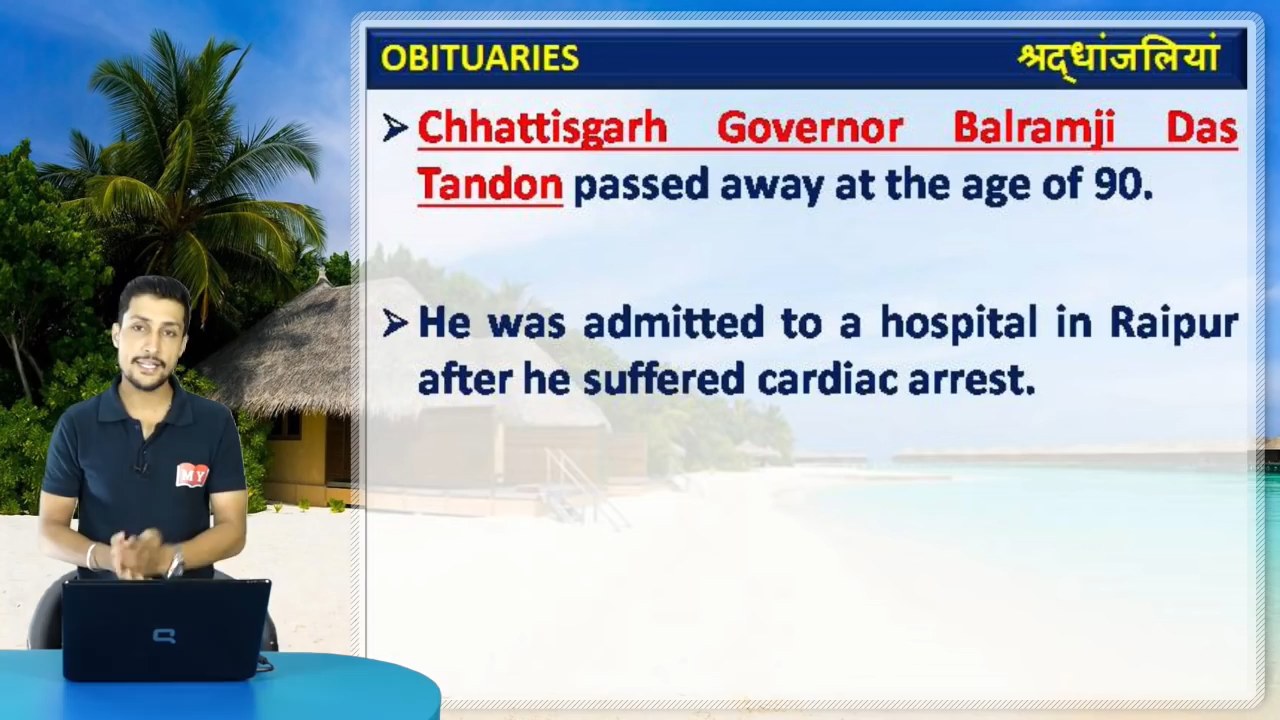 OBITUARIES श्रद्धांजलियां
➢ Chhattisgarh Governor Balramji Das
Tandon passed away at the age of 90.
➢ He was admitted to a hospital in Raipur
after he suffered cardiac arrest.
MY